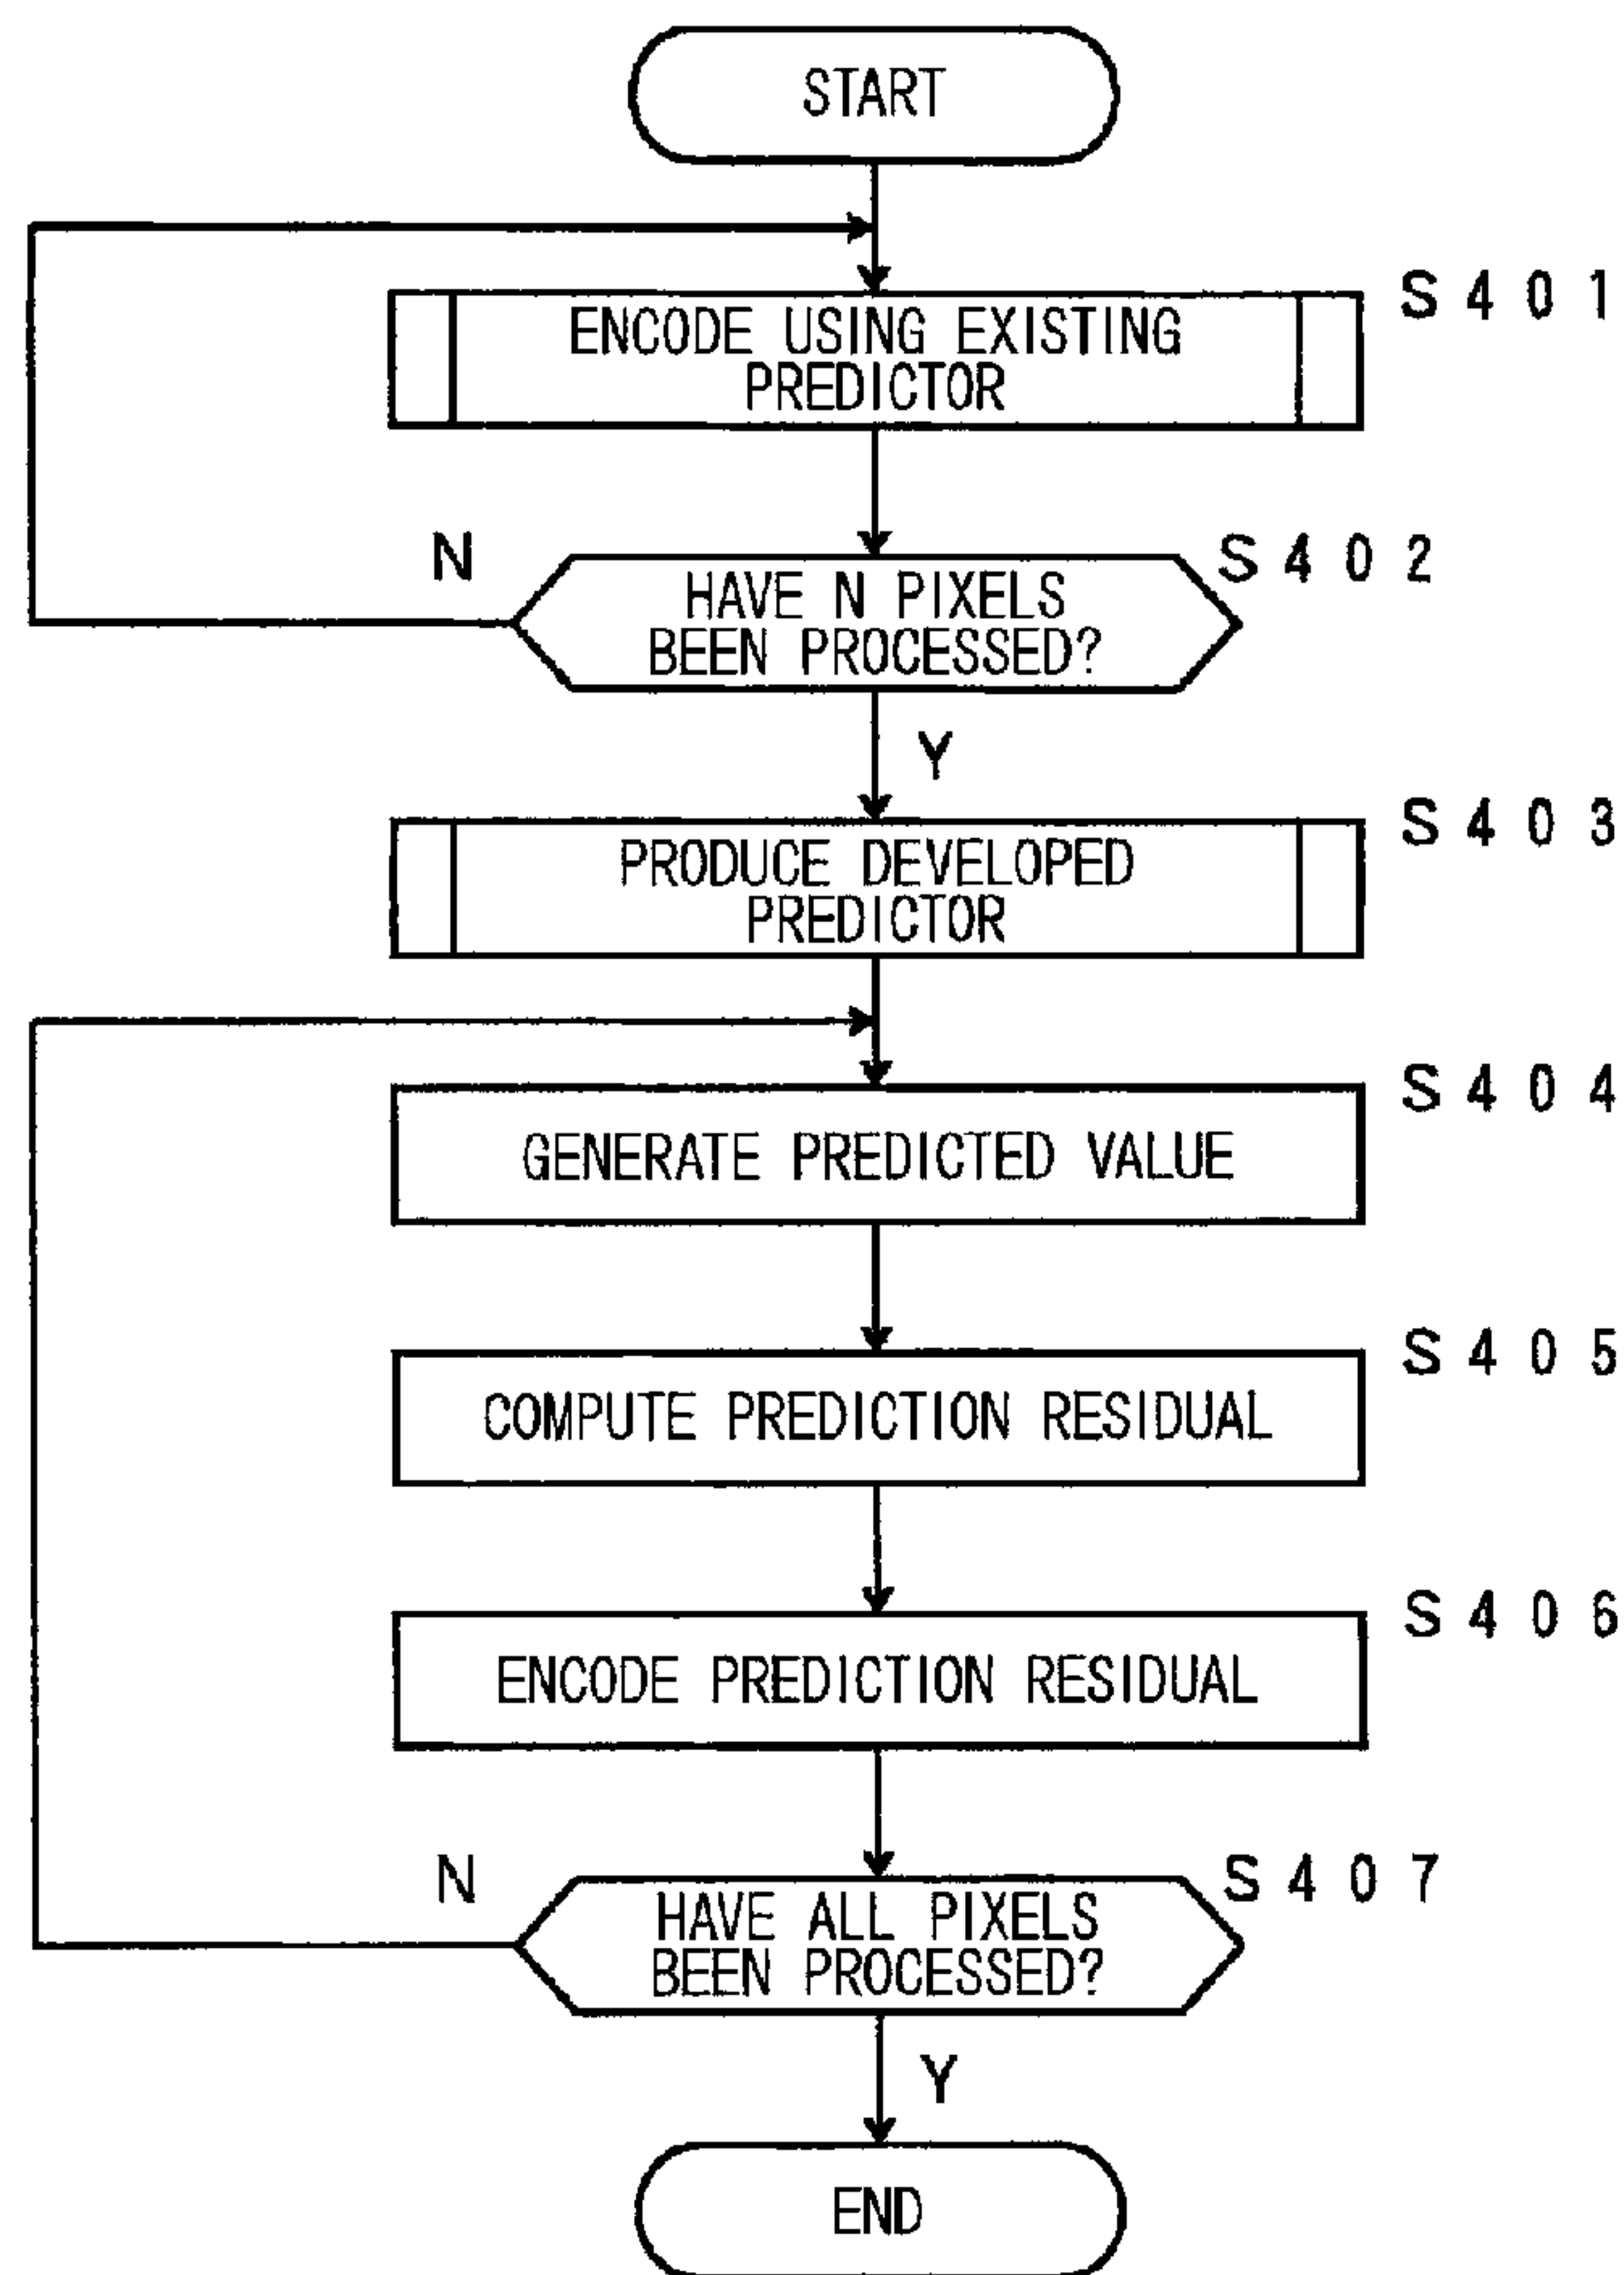 START
S401
ENCODE USING EXISTING
PREDICTOR
N
S402
HAVE N PIXELS
BEEN PROCESSED?
Y
S403
PRODUCE DEVELOPED
PREDICTOR
S404
GENERATE PREDICTED VALUE
S405
COMPUTE PREDICTION RESIDUAL
S406
ENCODE PREDICTION RESIDUAL
N
S407
HAVE ALL PIXELS
BEEN PROCESSED?
Y
END